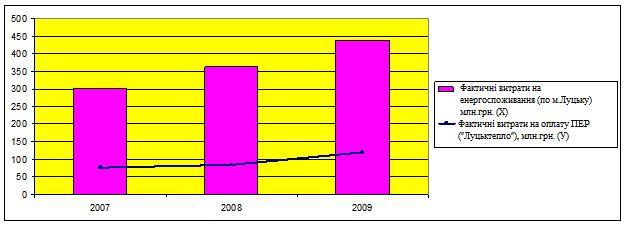 500
450
400
350
300
250
200
150
100
50
0
2007 2008 2009
Фактичні витрати на
енергоспоживання (по м.Луцьку)
млн.грн. (Х)
Фактичні витрати на оплату ПЕР
("Луцьктепло"), млн.грн. (У)